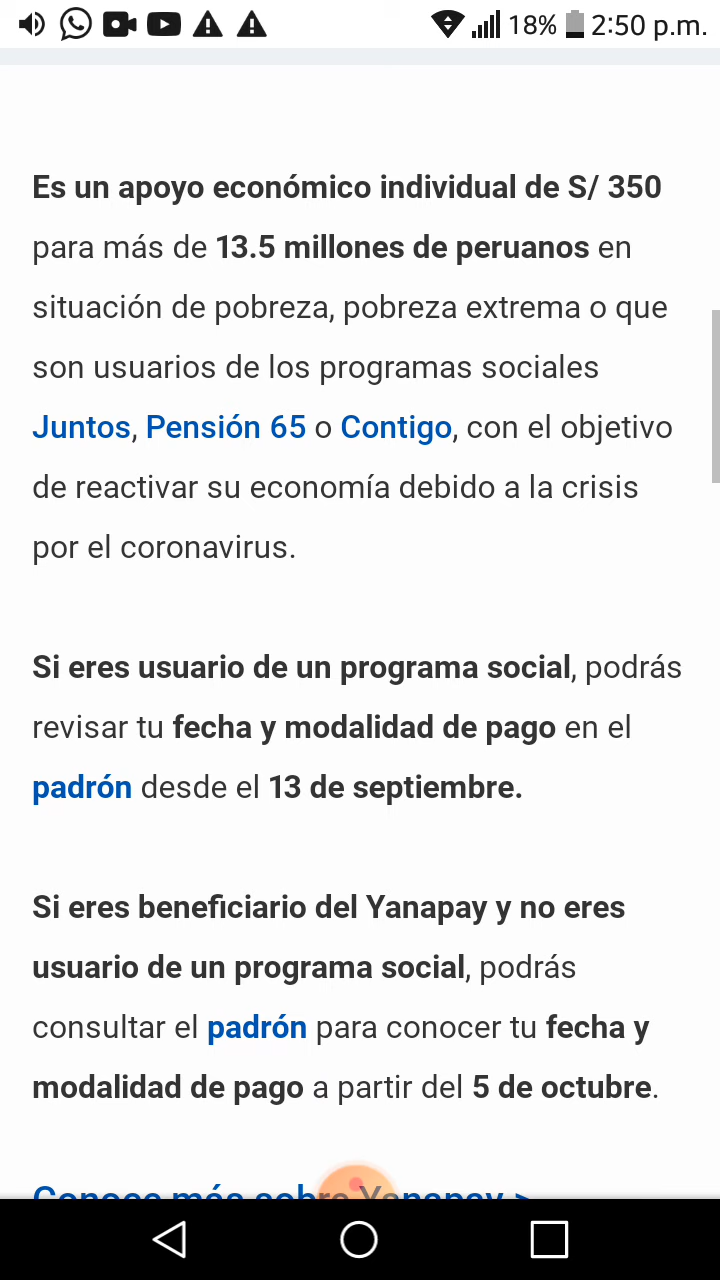 18% 2:50 p.m.
Es un apoyo económico individual de S/ 350
para más de 13.5 millones de peruanos en
situación de pobreza, pobreza extrema o que
son usuarios de los programas sociales
Juntos, Pensión 65 o Contigo, con el objetivo
de reactivar su economía debido a la crisis
por el coronavirus.
Si eres usuario de un programa social, podrás
revisar tu fecha y modalidad de pago en el
padrón desde el 13 de septiembre.
Si eres beneficiario del Yanapay y no eres
usuario de un programa social, podrás
consultar el padrón para conocer tu fecha y
modalidad de pago a partir del 5 de octubre.
Conoce más sobre Yanapay >